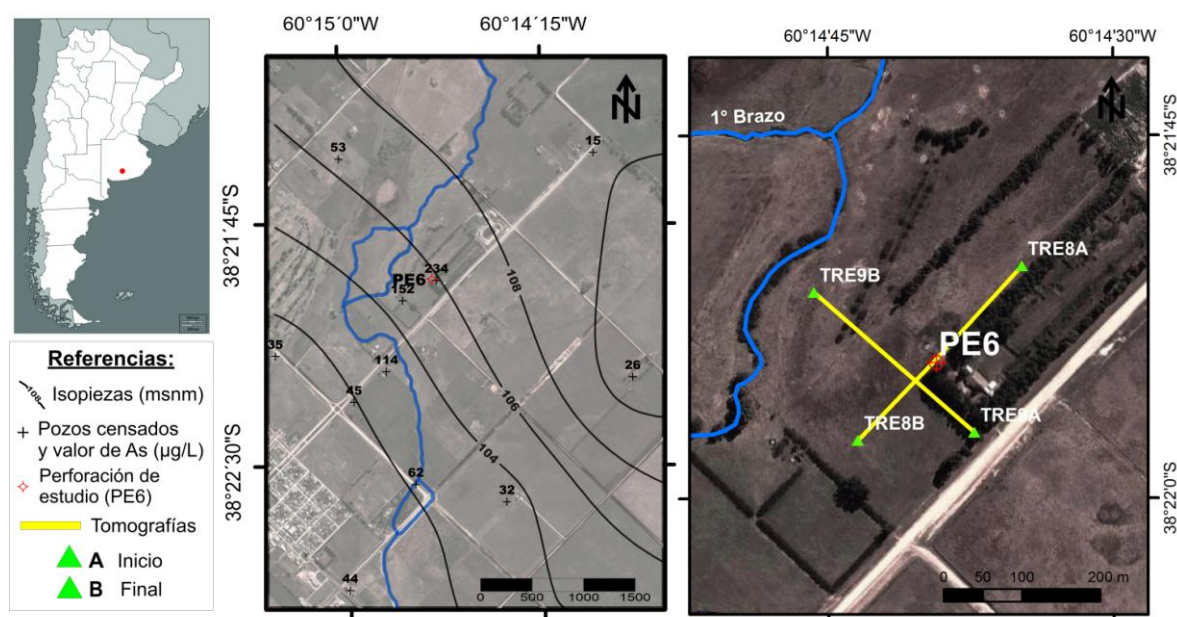 Referencias:
Isopiezas (msnm)
108
Pozos censados
y valor de As (µg/L)
Perforación de
estudio (PE6)
Tomografías
A Inicio
B Final
60°15´0"W
60°14´15"W
38°21'45"S
38°22'30"S
N
53
15
PE6
234
152
108
35
114
45
26
106
104
62
32
44
0 500 1000 1500
60°14'45"W
60°14'30"W
38°21'45"S
38°22'0"S
N
1° Brazo
TRE8A
TRE9B
PE6
TRE8B
TRE9A
0 50 100 200 m